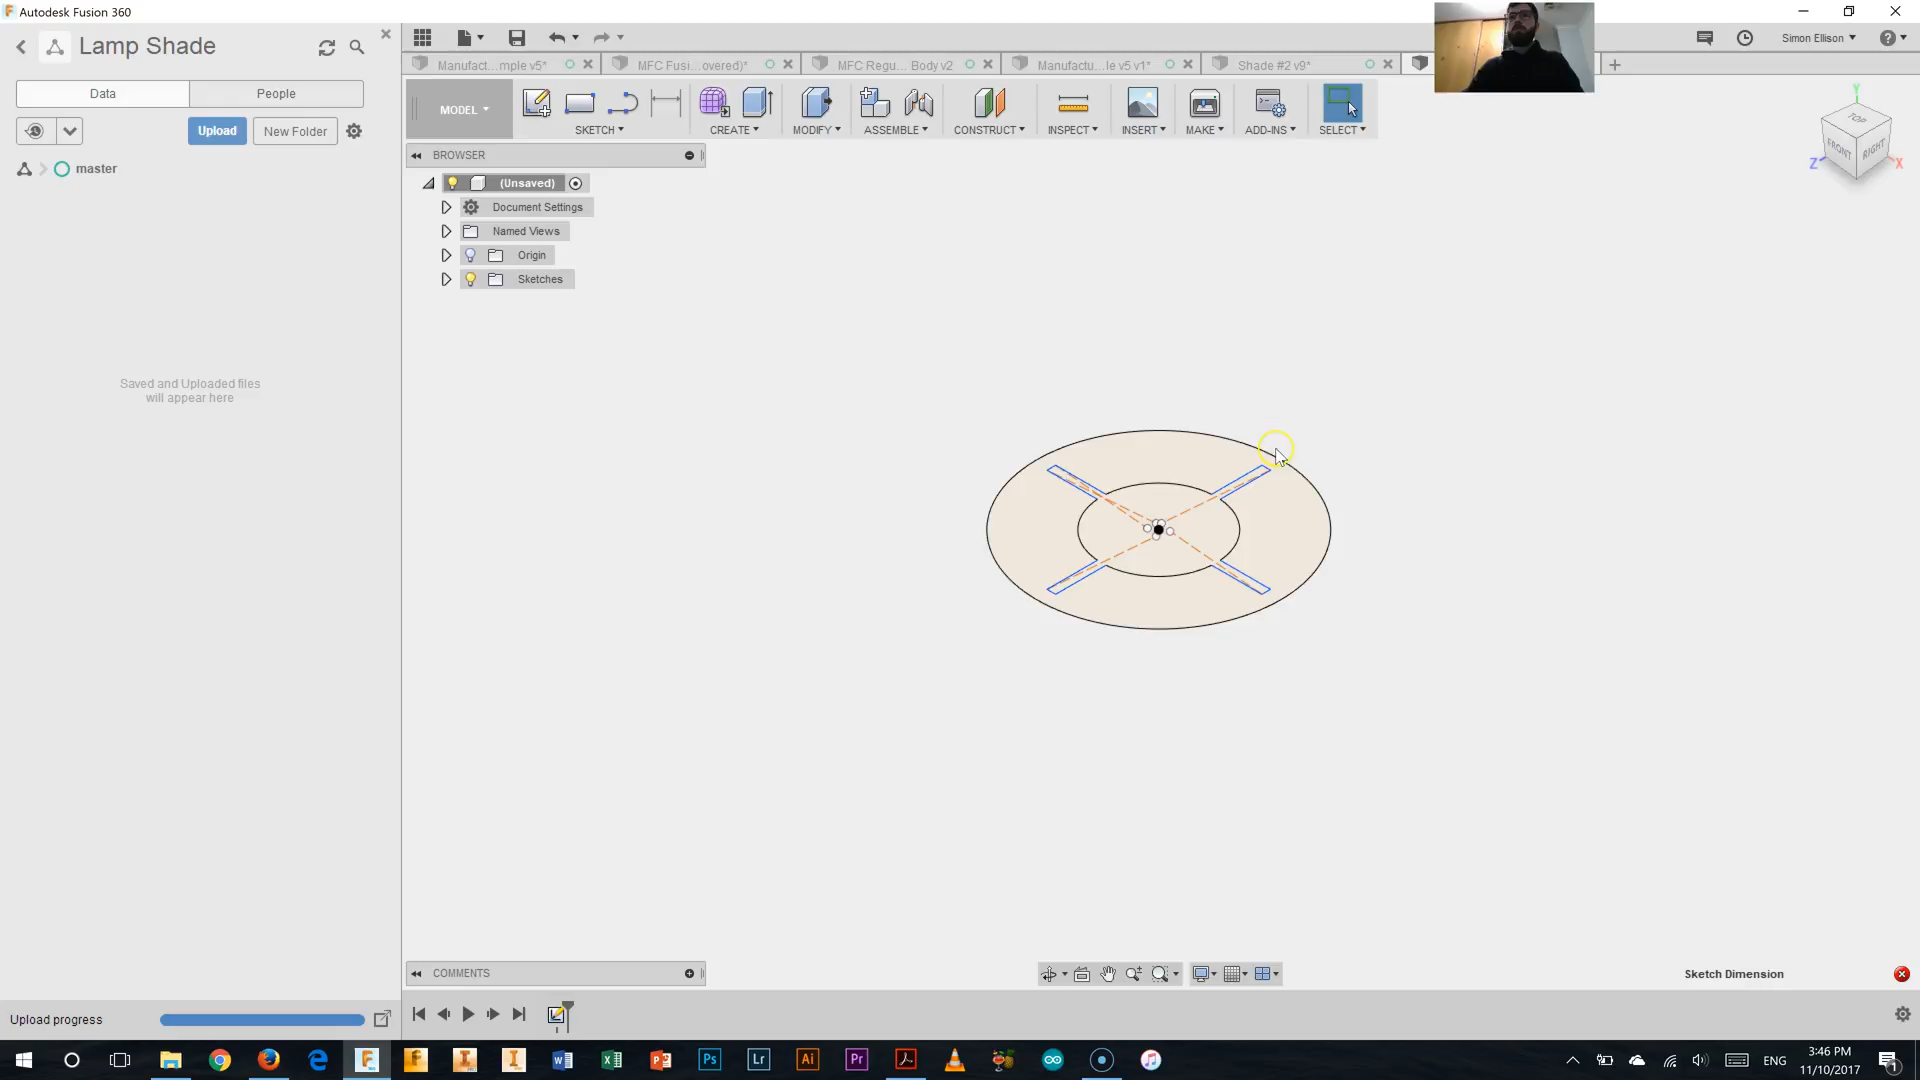 Autodesk Fusion 360
Lamp Shade
Data
People
Upload
New Folder
master
Saved and Uploaded files
will appear here
Upload progress
Simon Ellison
Manufact...mple v5*
MFC Fusi...overed)*
MFC Regu... Body v2
Manufactu...le v5 v1*
Shade #2 v9*
MODEL
SKETCH
CREATE
MODIFY
ASSEMBLE
CONSTRUCT
INSPECT
INSERT
MAKE
ADD-INS
SELECT
BROWSER
(Unsaved)
Document Settings
Named Views
Origin
Sketches
Y
TOP
FRONT
RIGHT
Z
X
COMMENTS
Sketch Dimension
ENG
3:46 PM
11/10/2017